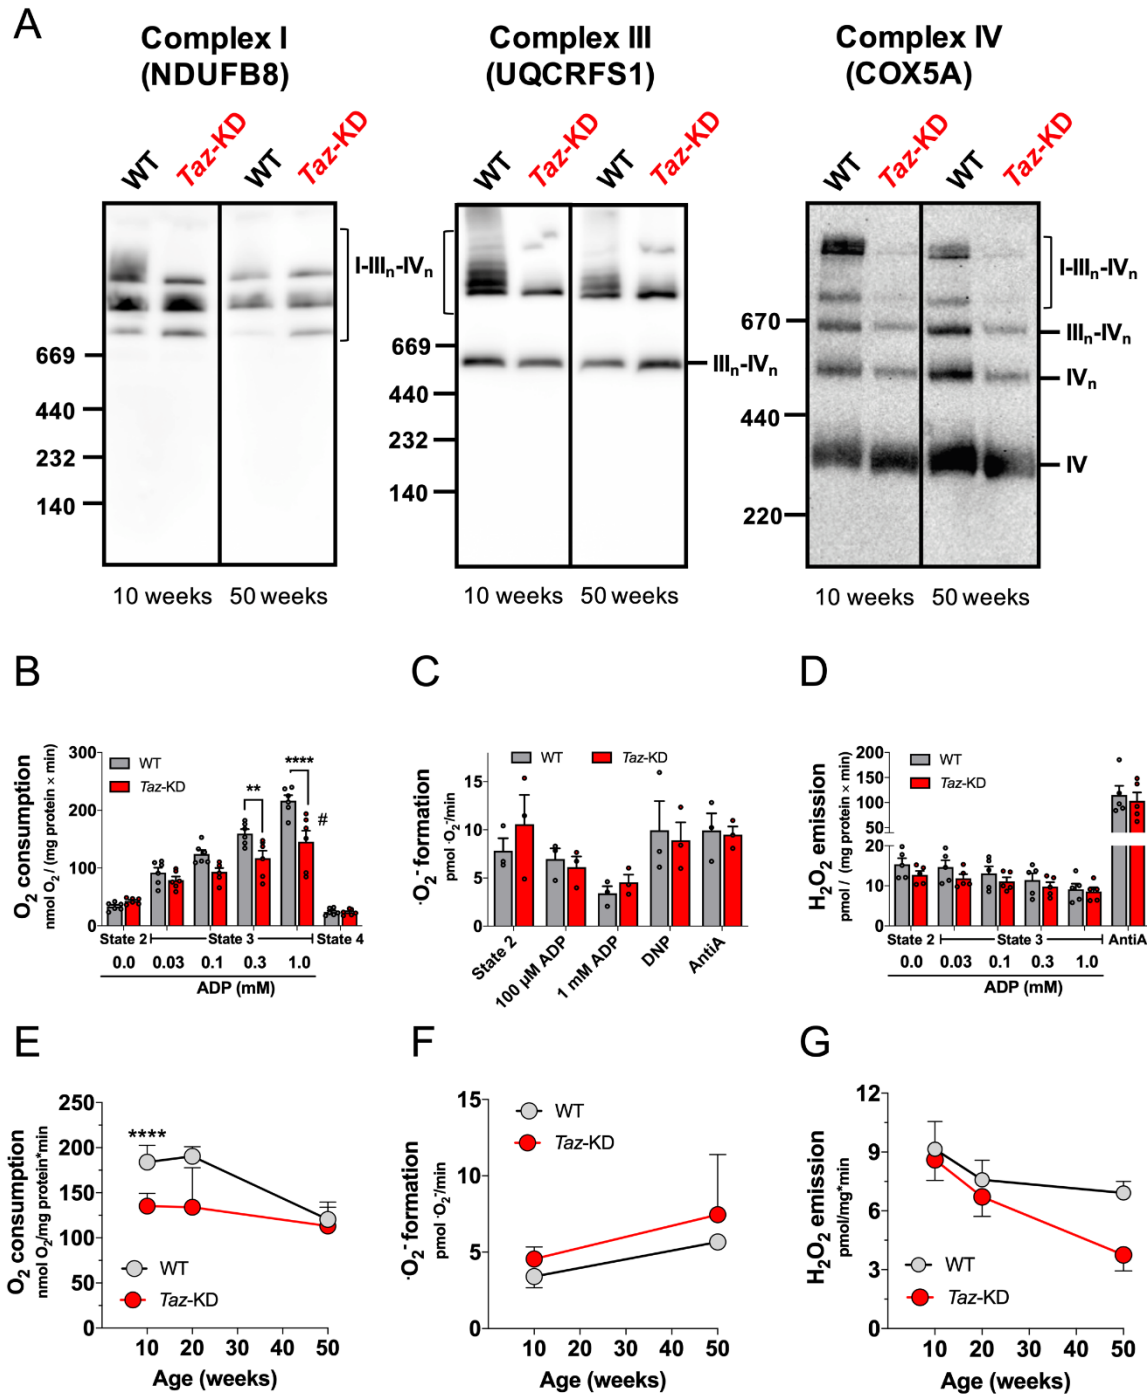 A
Complex I
(NDUFB8)
WT
Taz-KD
WT
Taz-KD
669
440
232
140
I-IIIₙ-IVₙ
10 weeks
50 weeks
Complex III
(UQCRFS1)
WT
Taz-KD
WT
Taz-KD
669
440
232
140
IIIₙ-IVₙ
10 weeks
50 weeks
Complex IV
(COX5A)
WT
Taz-KD
WT
Taz-KD
670
440
220
I-IIIₙ-IVₙ
IIIₙ-IVₙ
IVₙ
IV
10 weeks
50 weeks
B
O₂ consumption
nmol O₂ / (mg protein × min)
300
200
100
0
WT
Taz-KD
**
****
#
State 2
State 3
State 4
0.0
0.03
0.1
0.3
1.0
ADP (mM)
C
·O₂⁻ formation
pmol ·O₂⁻/min
15
10
5
0
WT
Taz-KD
State 2
100 µM ADP
1 mM ADP
DNP
AntiA
D
H₂O₂ emission
pmol / (mg protein × min)
200
150
100
50
20
10
0
WT
Taz-KD
State 2
State 3
AntiA
0.0
0.03
0.1
0.3
1.0
ADP (mM)
E
O₂ consumption
nmol O₂/mg protein*min
250
200
150
100
50
0
****
WT
Taz-KD
10 20 30 40 50
Age (weeks)
F
·O₂⁻ formation
pmol ·O₂⁻/min
15
10
5
0
WT
Taz-KD
10 20 30 40 50
Age (weeks)
G
H₂O₂ emission
pmol/mg*min
12
9
6
3
0
WT
Taz-KD
10 20 30 40 50
Age (weeks)